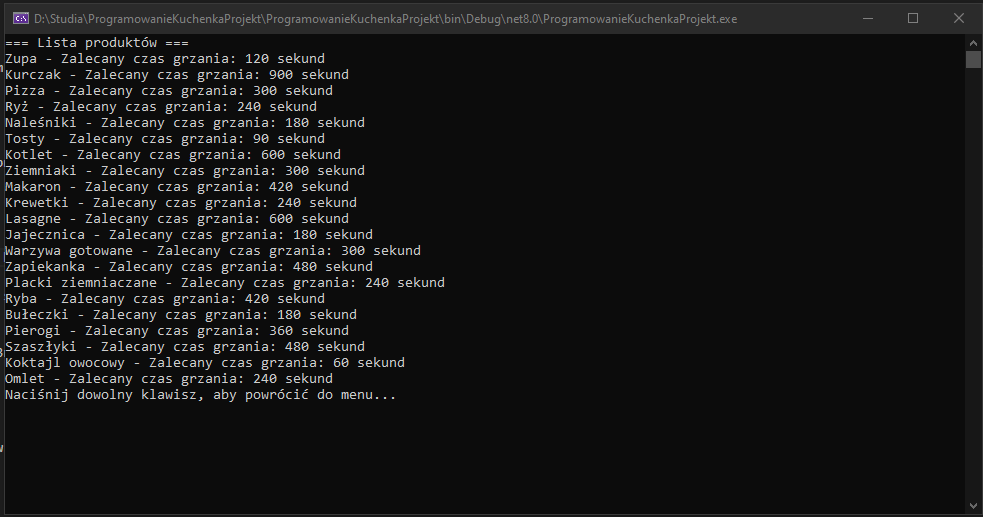 D:\Studia\ProgramowanieKuchenkaProjekt\ProgramowanieKuchenkaProjekt\bin\Debug\net8.0\ProgramowanieKuchenkaProjekt.exe
=== Lista produktów ===
Zupa - Zalecany czas grzania: 120 sekund
Kurczak - Zalecany czas grzania: 900 sekund
Pizza - Zalecany czas grzania: 300 sekund
Ryż - Zalecany czas grzania: 240 sekund
Naleśniki - Zalecany czas grzania: 180 sekund
Tosty - Zalecany czas grzania: 90 sekund
Kotlet - Zalecany czas grzania: 600 sekund
Ziemniaki - Zalecany czas grzania: 300 sekund
Makaron - Zalecany czas grzania: 420 sekund
Krewetki - Zalecany czas grzania: 240 sekund
Lasagne - Zalecany czas grzania: 600 sekund
Jajecznica - Zalecany czas grzania: 180 sekund
Warzywa gotowane - Zalecany czas grzania: 300 sekund
Zapiekanka - Zalecany czas grzania: 480 sekund
Placki ziemniaczane - Zalecany czas grzania: 240 sekund
Ryba - Zalecany czas grzania: 420 sekund
Bułeczki - Zalecany czas grzania: 180 sekund
Pierogi - Zalecany czas grzania: 360 sekund
Szaszłyki - Zalecany czas grzania: 480 sekund
Koktajl owocowy - Zalecany czas grzania: 60 sekund
Omlet - Zalecany czas grzania: 240 sekund
Naciśnij dowolny klawisz, aby powrócić do menu...